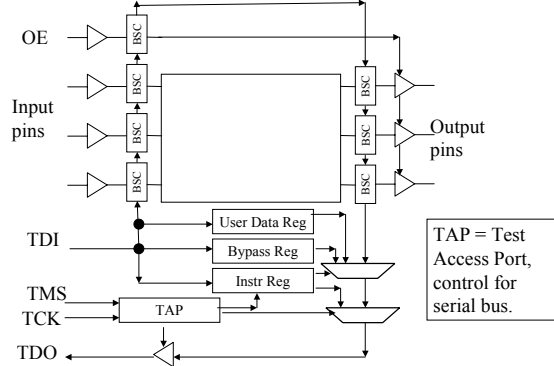 OE
BSC
BSC
BSC
BSC
BSC
BSC
BSC
Input
pins
Output
pins
User Data Reg
TDI
Bypass Reg
Instr Reg
TMS
TCK
TAP
TDO
TAP = Test
Access Port,
control for
serial bus.